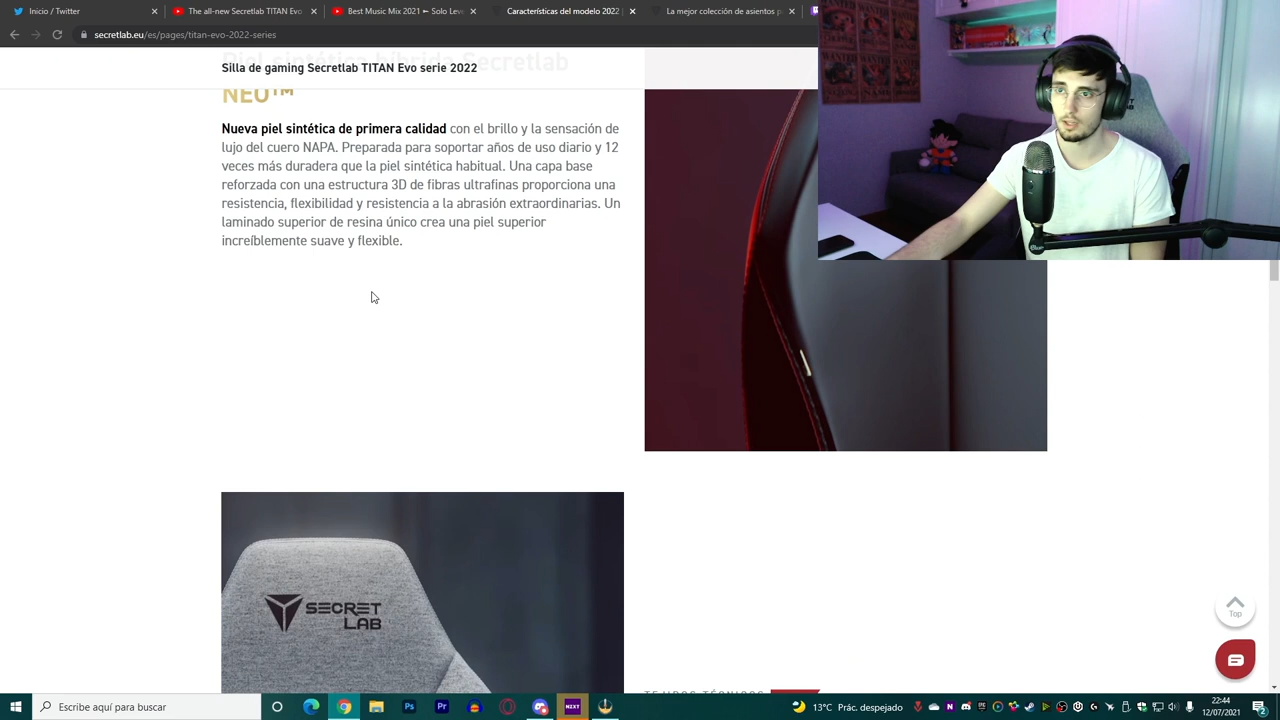 Inicio / Twitter
The all-new Secretlab TITAN Evo
Best Music Mix 2021
Características del modelo 2022
La mejor colección de asientos p
secretlab.eu/es/pages/titan-evo-2022-series
Piel sintética híbrida Secretlab
Silla de gaming Secretlab TITAN Evo serie 2022
NEO™
Nueva piel sintética de primera calidad con el brillo y la sensación de
lujo del cuero NAPA. Preparada para soportar años de uso diario y 12
veces más duradera que la piel sintética habitual. Una capa base
reforzada con una estructura 3D de fibras ultrafinas proporciona una
resistencia, flexibilidad y resistencia a la abrasión extraordinarias. Un
laminado superior de resina único crea una piel superior
increíblemente suave y flexible.
SECRET
LAB
Top
TEJIDOS TÉCNICOS
Escribe aquí para buscar
13°C Prác. despejado
22:44
12/07/2021